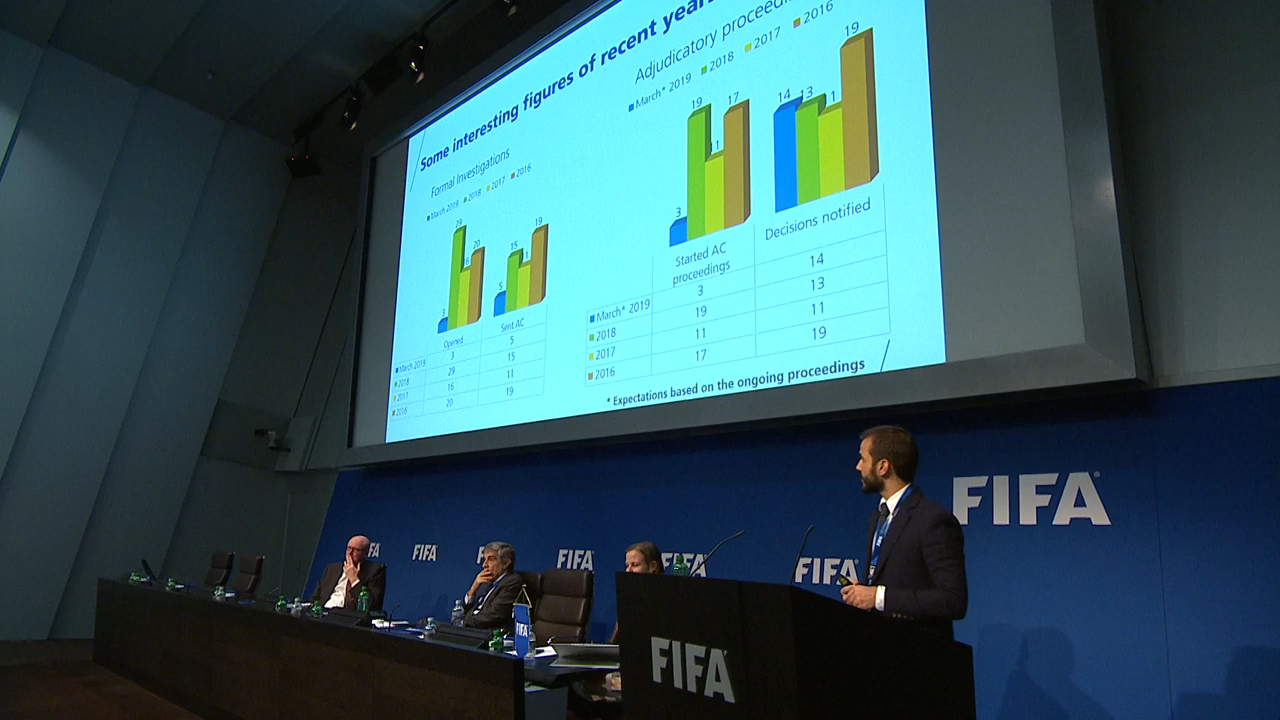 Some interesting figures of recent years
Formal Investigations
March 2019 2018 2017 2016
3 29 16 20
5 15 11 19
Opened Sent AC
March 2019 3 5
2018 29 15
2017 16 11
2016 20 19
Adjudicatory
March* 2019 2018 2017 2016
3 19 11 17
14 13 11 19
Started AC
proceedings
Decisions notified
March* 2019 3 14
2018 19 13
2017 11 11
2016 17 19
* Expectations based on the ongoing proceedings
FIFA
FIFA
FIFA
FIFA
FIFA
FIFA
FIFA